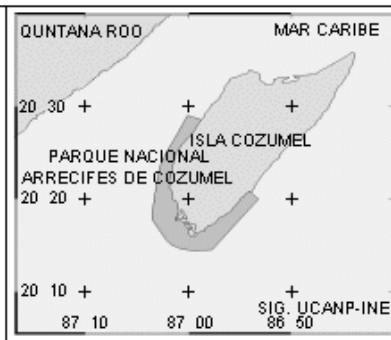 QUNTANA ROO
MAR CARIBE
20 30
ISLA COZUMEL
PARQUE NACIONAL
ARRECIFES DE COZUMEL
20 20
20 10
SIG. UCANP-INE
87 10
87 00
86 50